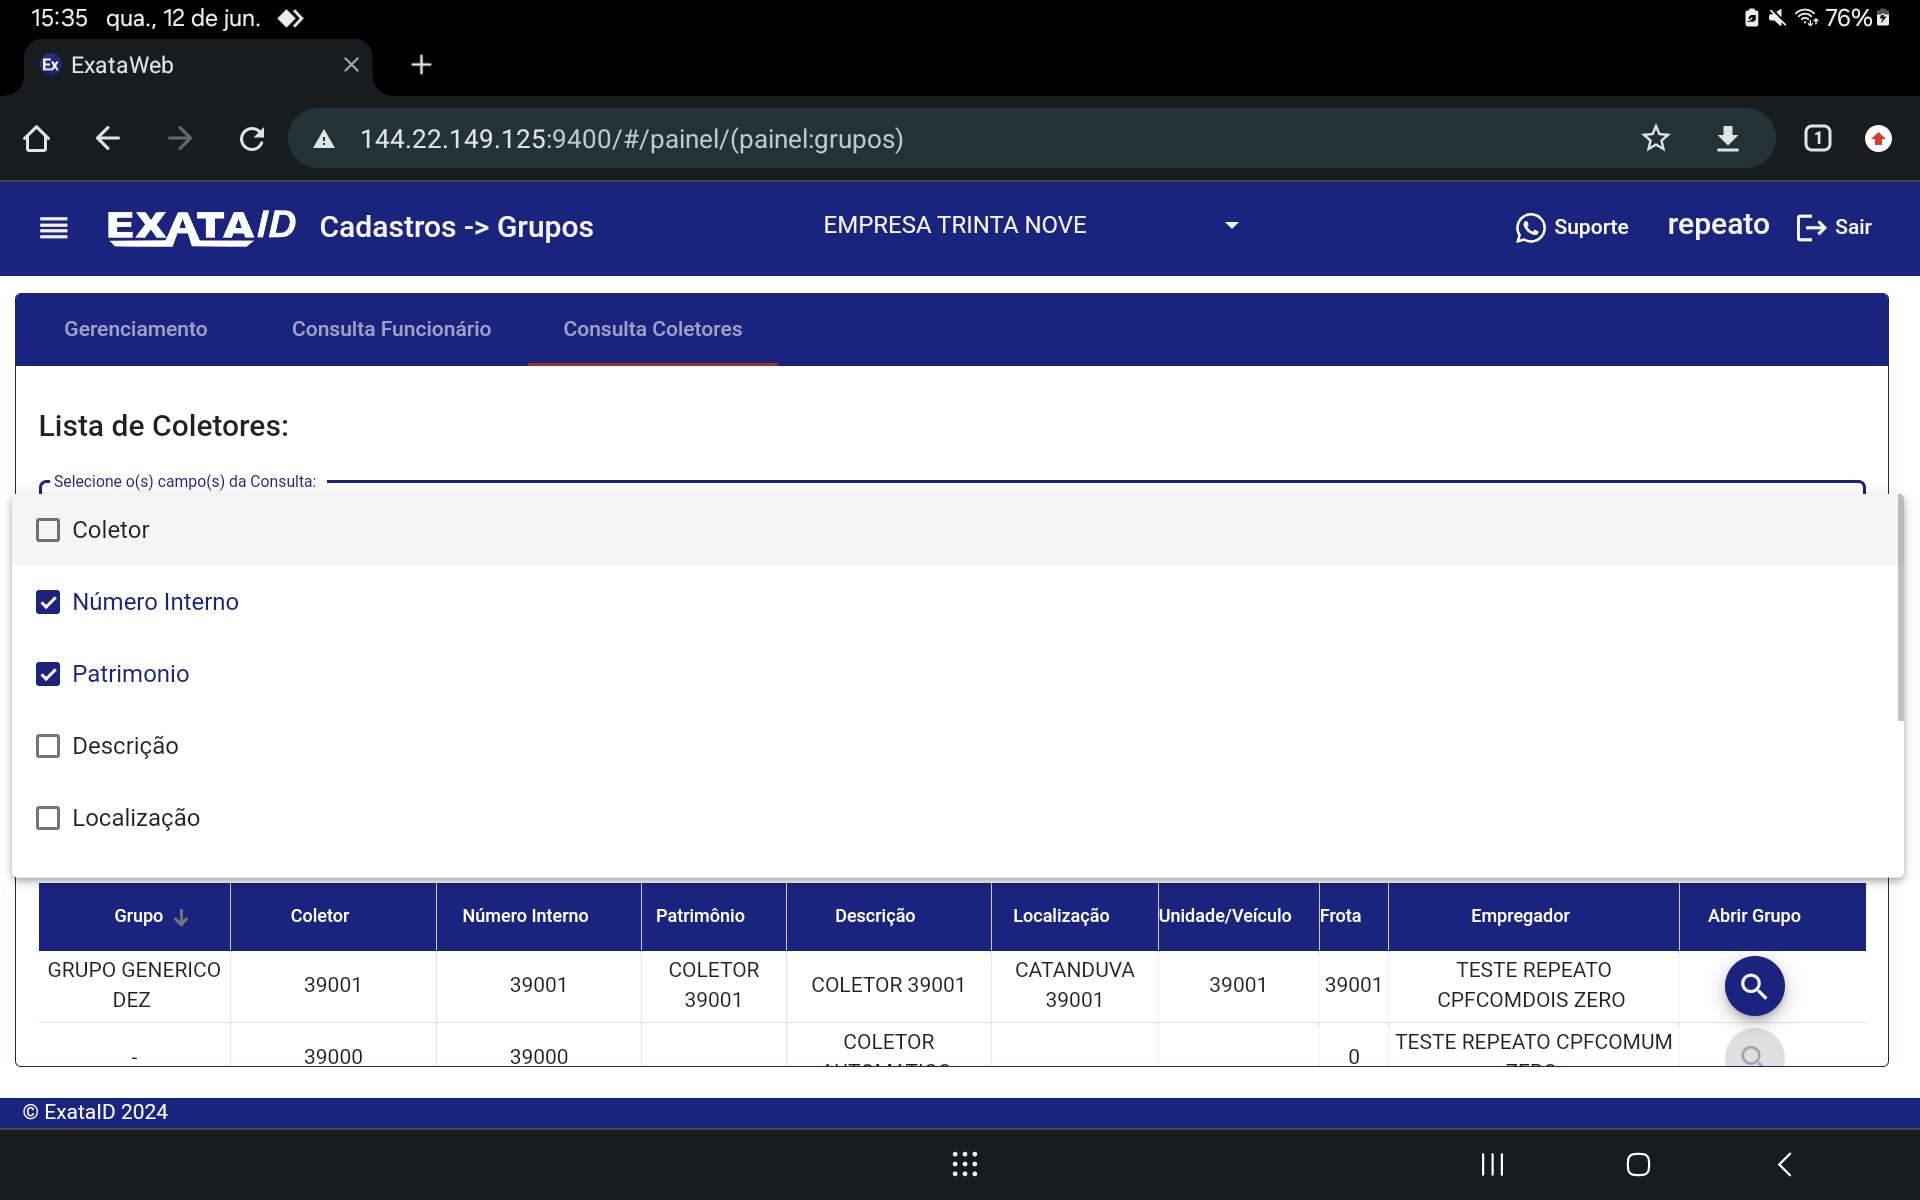 15:35 qua., 12 de jun.
76%
Ex ExataWeb
144.22.149.125:9400/#/painel/(painel:grupos)
1
EXATAID Cadastros -> Grupos EMPRESA TRINTA NOVE Suporte repeato Sair
Gerenciamento Consulta Funcionário Consulta Coletores
Lista de Coletores:
Selecione o(s) campo(s) da Consulta:
Coletor
Número Interno
Patrimonio
Descrição
Localização
Grupo Coletor Número Interno Patrimônio Descrição Localização Unidade/Veículo Frota Empregador Abrir Grupo
GRUPO GENERICO COLETOR CATANDUVA TESTE REPEATO
39001 39001 COLETOR 39001 39001 39001
DEZ 39001 39001 CPFCOMDOIS ZERO
COLETOR TESTE REPEATO CPFCOMUM
- 39000 39000 0
© ExataID 2024